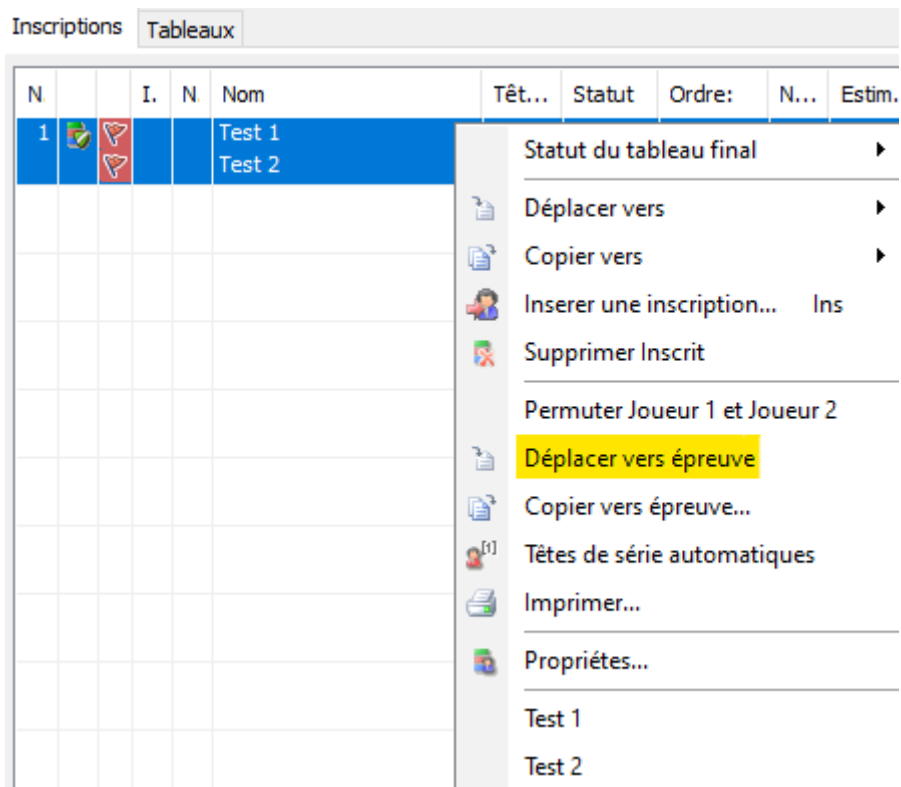 Inscriptions Tableaux
N. I. N. Nom Têt... Statut Ordre: N... Estim.
1 Test 1
Test 2
Statut du tableau final
Déplacer vers
Copier vers
Inserer une inscription... Ins
Supprimer Inscrit
Permuter Joueur 1 et Joueur 2
Déplacer vers épreuve
Copier vers épreuve...
[1] Têtes de série automatiques
Imprimer...
Propriétes...
Test 1
Test 2